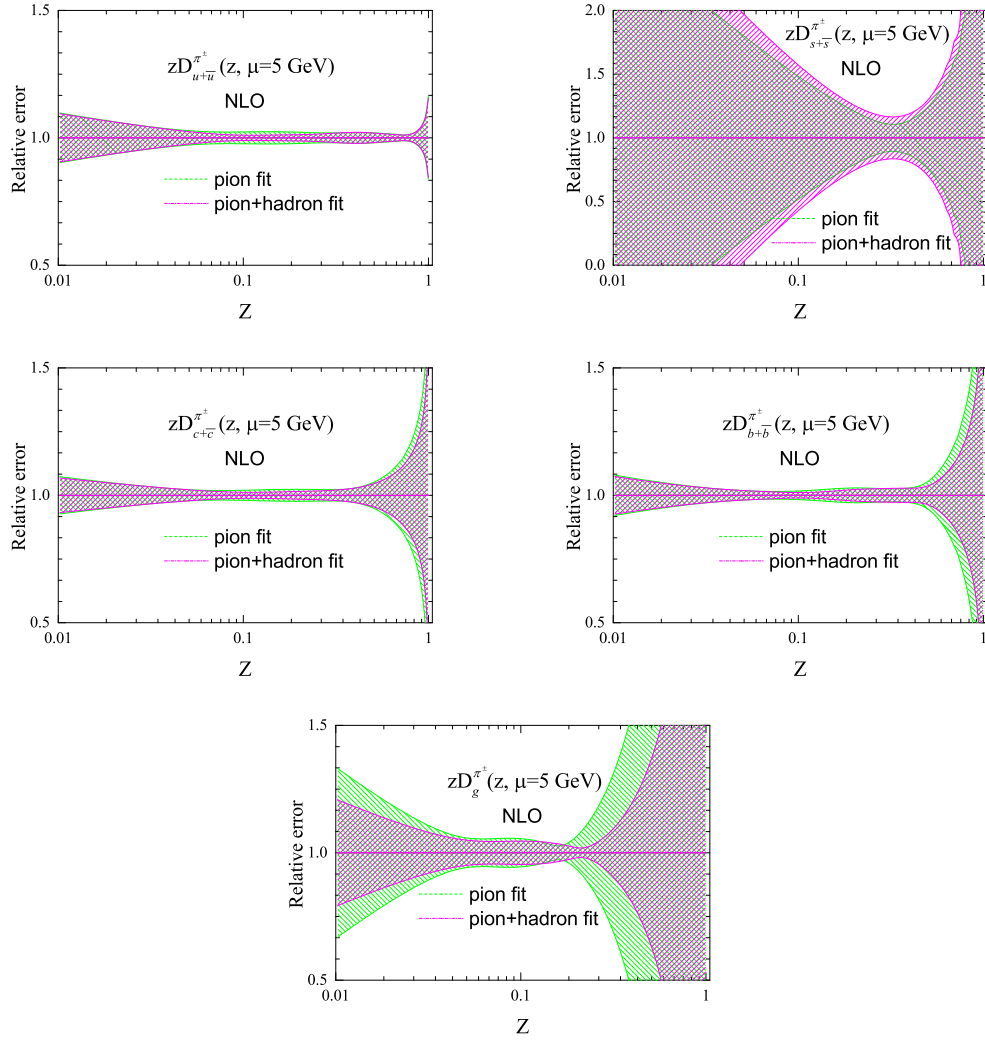 1.5
zD^{π^±}_{u+\overline{u}}(z, μ=5 GeV)
NLO
1.0
pion fit
pion+hadron fit
0.5
0.01 0.1 1
Relative error
Z
2.0
zD^{π^±}_{s+\overline{s}}(z, μ=5 GeV)
NLO
1.5
1.0
0.5
pion fit
pion+hadron fit
0.0
0.01 0.1 1
Relative error
Z
1.5
zD^{π^±}_{c+\overline{c}}(z, μ=5 GeV)
NLO
1.0
pion fit
pion+hadron fit
0.5
0.01 0.1 1
Relative error
Z
1.5
zD^{π^±}_{b+\overline{b}}(z, μ=5 GeV)
NLO
1.0
pion fit
pion+hadron fit
0.5
0.01 0.1 1
Relative error
Z
1.5
zD^{π^±}_{g}(z, μ=5 GeV)
NLO
1.0
pion fit
pion+hadron fit
0.5
0.01 0.1 1
Relative error
Z